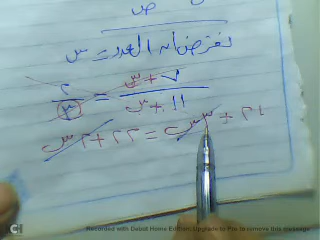 ص
نفرض ان العدد = س
٧ + س ٢
= 
١١ + س ٣
٢١ + ٣س = ٢٢ + ٢س
Recorded with Debut Home Edition. Upgrade to Pro to remove this message.